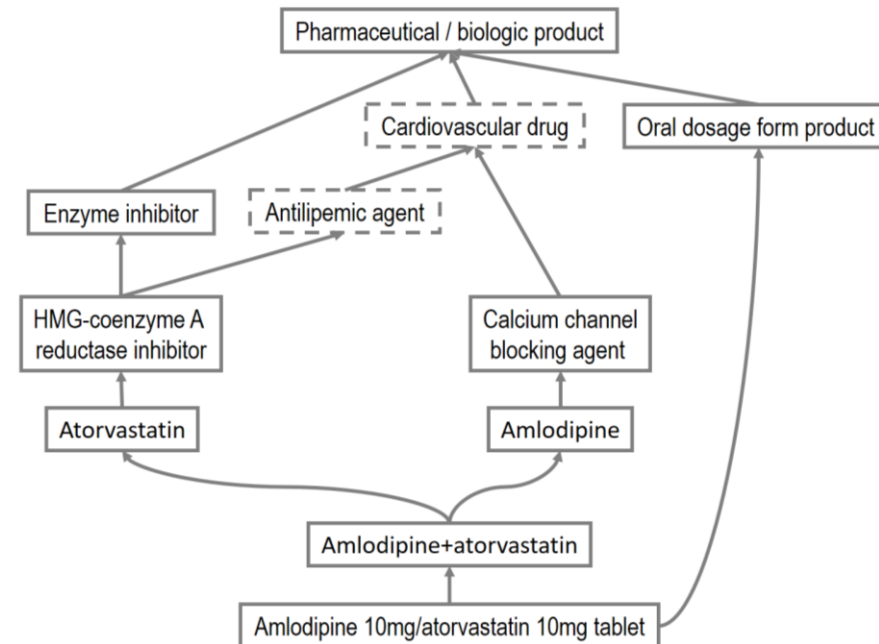 Pharmaceutical / biologic product
Cardiovascular drug
Oral dosage form product
Enzyme inhibitor
Antilipemic agent
HMG-coenzyme A
reductase inhibitor
Calcium channel
blocking agent
Atorvastatin
Amlodipine
Amlodipine+atorvastatin
Amlodipine 10mg/atorvastatin 10mg tablet